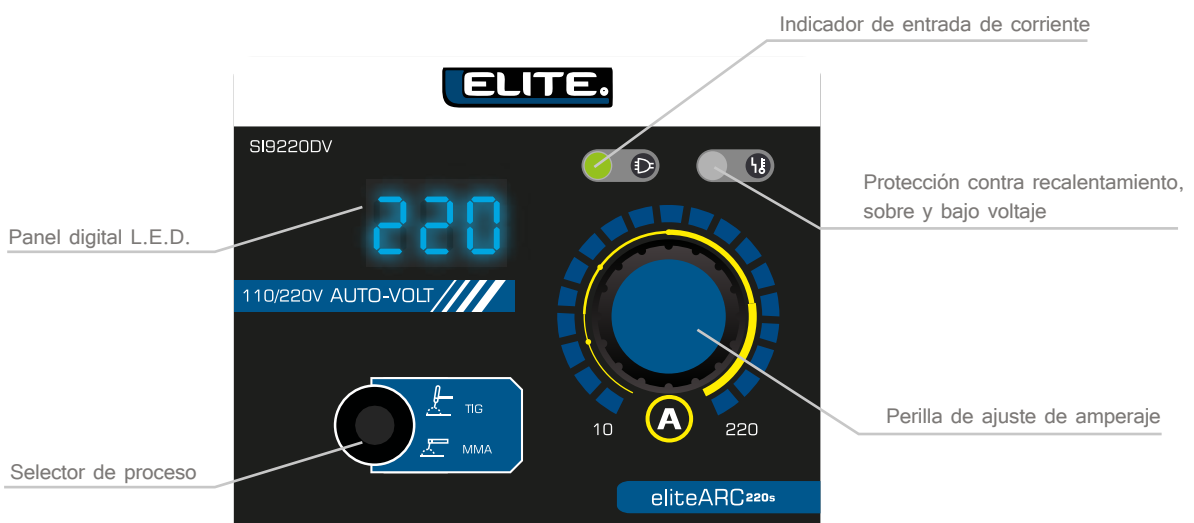 Indicador de entrada de corriente
ELITE.
SI9220DV
220
Protección contra recalentamiento,
sobre y bajo voltaje
Panel digital L.E.D.
110/220V AUTO-VOLT
TIG
MMA
10
A
220
Perilla de ajuste de amperaje
Selector de proceso
eliteARC220s